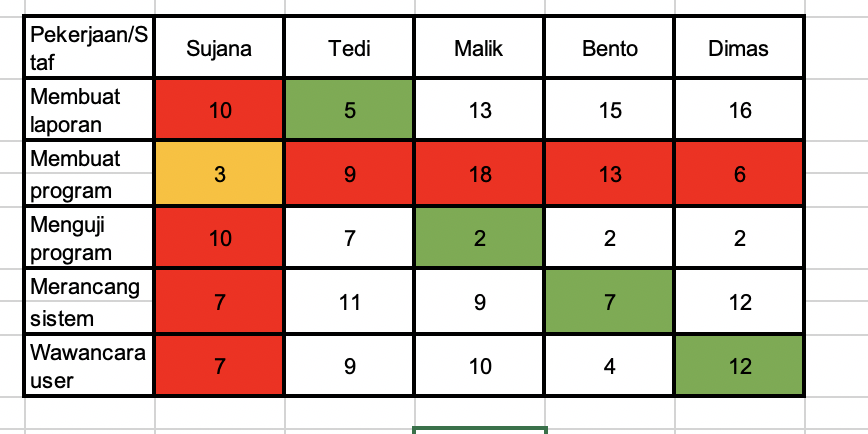 Pekerjaan/S
taf Sujana Tedi Malik Bento Dimas
Membuat
laporan 10 5 13 15 16
Membuat
program 3 9 18 13 6
Menguji
program 10 7 2 2 2
Merancang
sistem 7 11 9 7 12
Wawancara
user 7 9 10 4 12